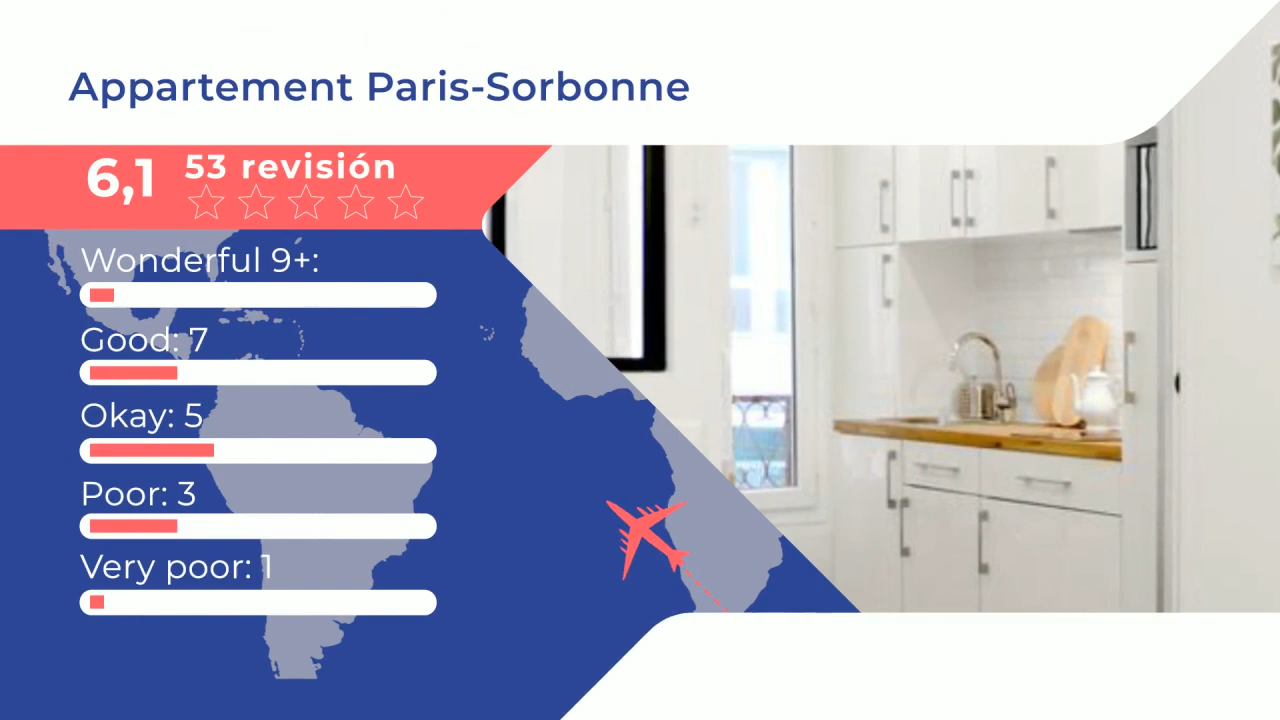 Appartement Paris-Sorbonne
6,1
53 revisión
Wonderful 9+:
Good: 7
Okay: 5
Poor: 3
Very poor: 1